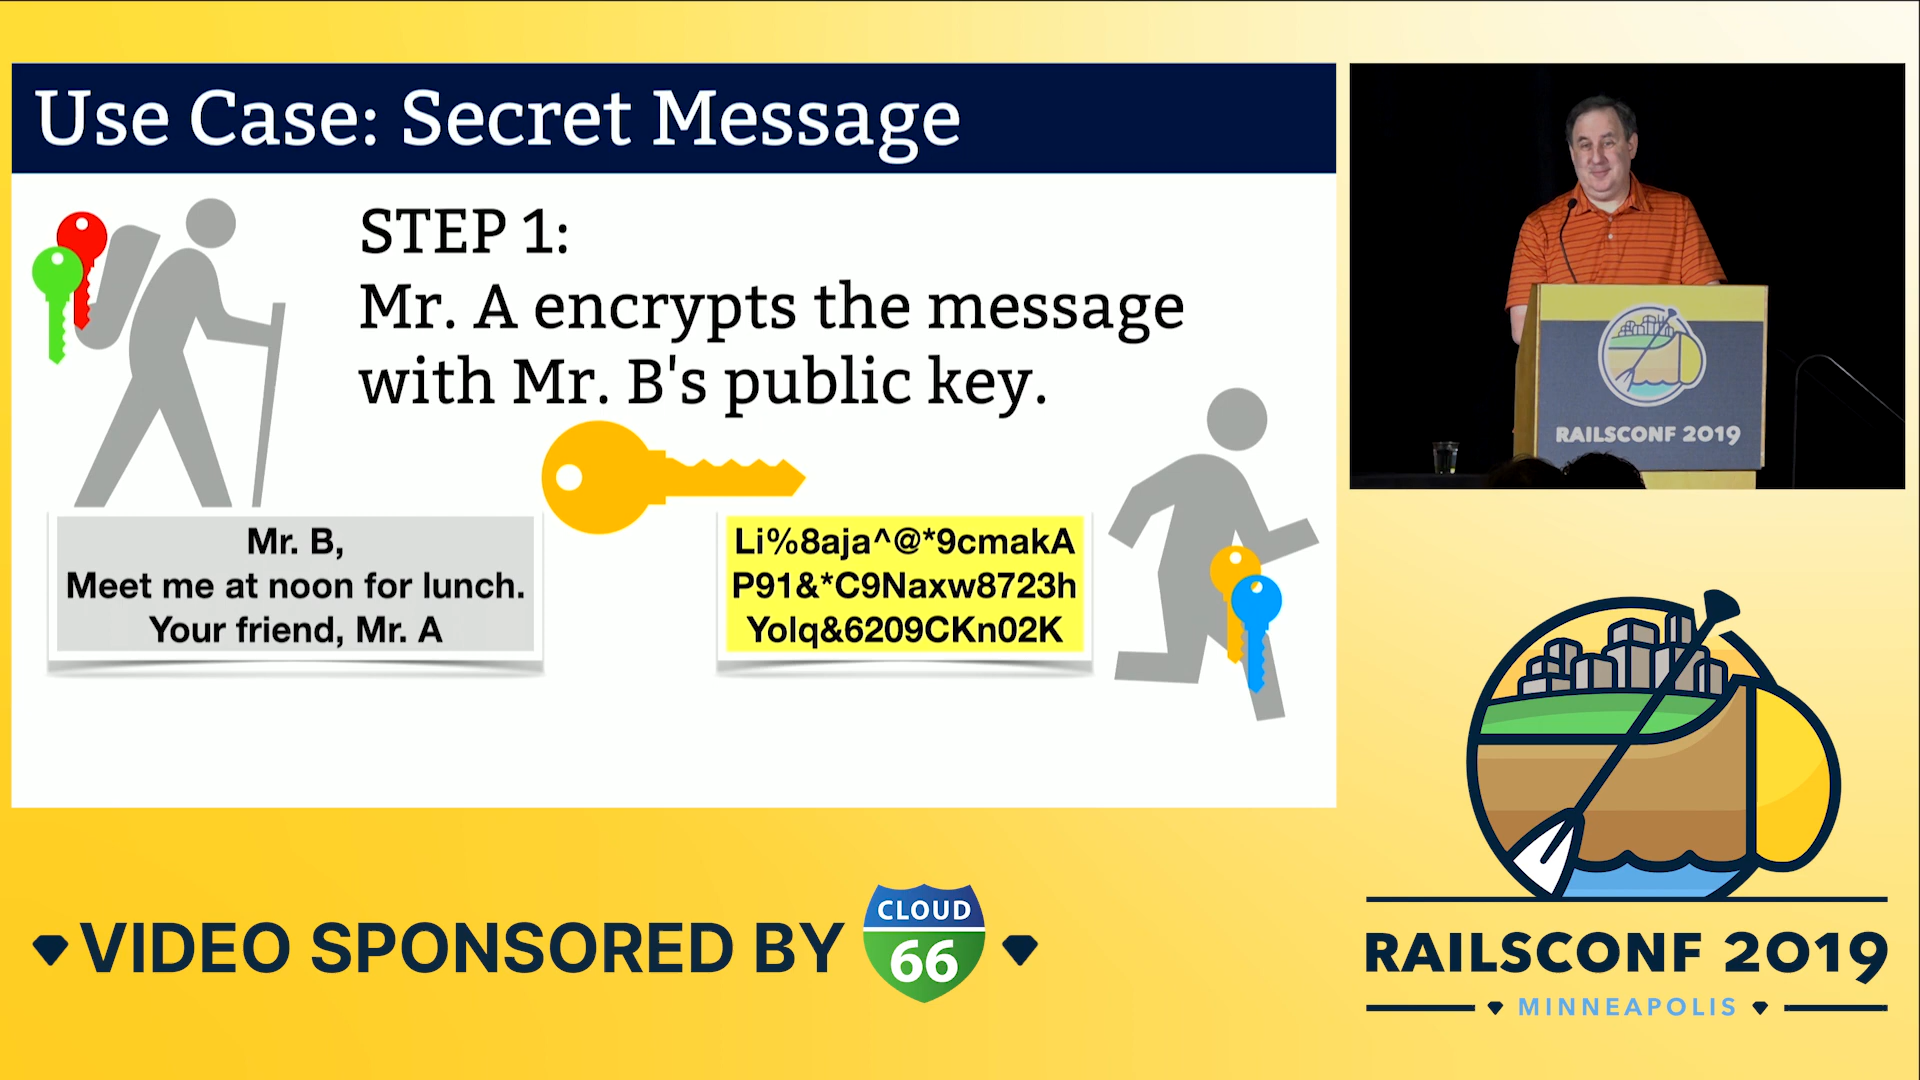 Use Case: Secret Message
STEP 1:
Mr. A encrypts the message
with Mr. B's public key.
Mr. B,
Meet me at noon for lunch.
Your friend, Mr. A
Li%8aja^@*9cmakA
P91&*C9Naxw8723h
Yolq&6209CKn02K
RAILSCONF 2019
VIDEO SPONSORED BY
CLOUD
66
RAILSCONF 2019
MINNEAPOLIS